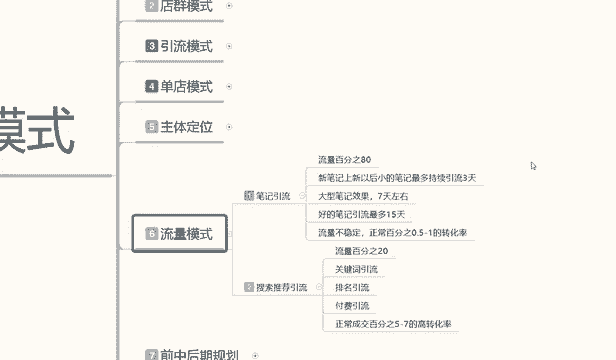 2 店群模式
3 引流模式
4 单店模式
5 主体定位
模式
6 流量模式
笔记引流
流量百分之80
新笔记上新以后小的笔记最多持续引流3天
大型笔记效果，7天左右
好的笔记引流最多15天
流量不稳定，正常百分之0.5-1的转化率
搜素推荐引流
流量百分之20
关键词引流
排名引流
付费引流
正常成交百分之5-7的高转化率
7 前中后期规划